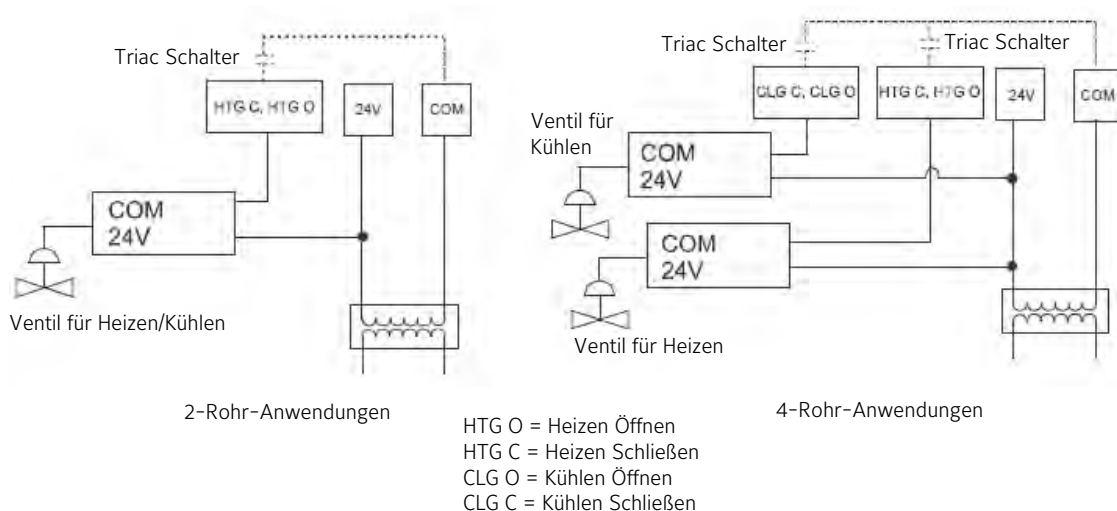 Triac Schalter
HTG C, HTG O
24V
COM
COM
24V
Ventil für Heizen/Kühlen
2-Rohr-Anwendungen
Triac Schalter
Triac Schalter
CLG C, CLG O
HTG C, HTG O
24V
COM
Ventil für
Kühlen
COM
24V
COM
24V
Ventil für Heizen
4-Rohr-Anwendungen
HTG O = Heizen Öffnen
HTG C = Heizen Schließen
CLG O = Kühlen Öffnen
CLG C = Kühlen Schließen